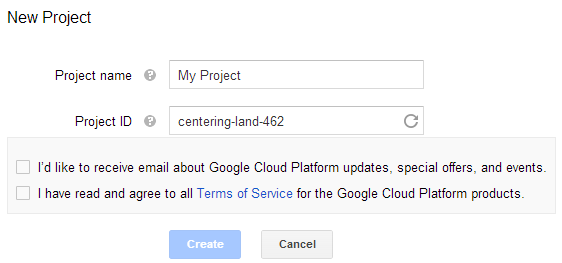 New Project
Project name ? My Project
Project ID ? centering-land-462
I'd like to receive email about Google Cloud Platform updates, special offers, and events.
I have read and agree to all Terms of Service for the Google Cloud Platform products.
Create Cancel